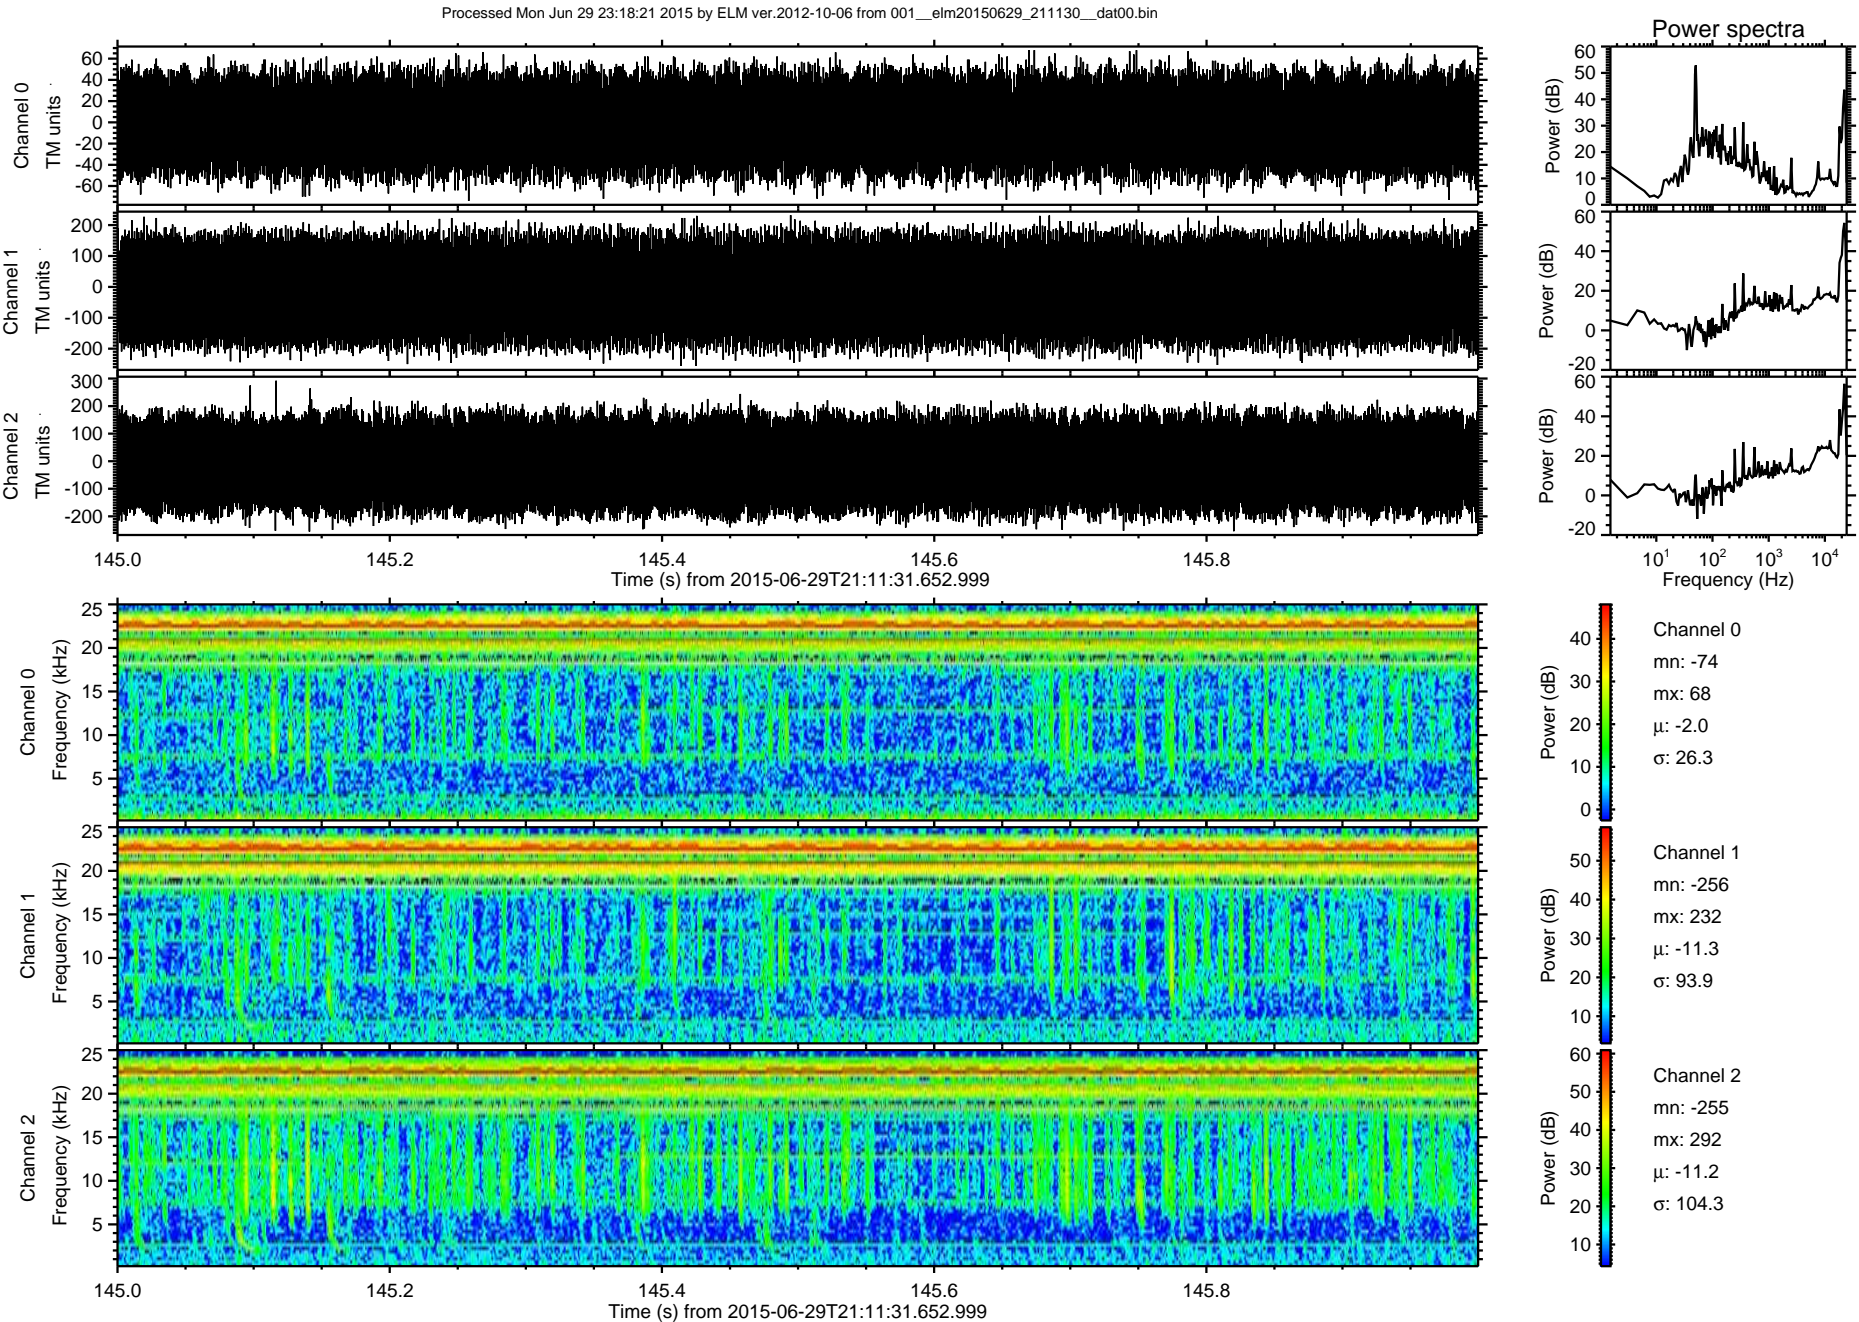 Processed Mon Jun 29 23:18:21 2015 by ELM ver.2012-10-06 from 001__elm20150629_211130__dat00.bin
Power spectra
Channel 0
TM units
60
40
20
0
-20
-40
-60
Power (dB)
60
50
40
30
20
10
0
Channel 1
TM units
200
100
0
-100
-200
Power (dB)
60
40
20
0
-20
Channel 2
TM units
300
200
100
0
-100
-200
Power (dB)
60
40
20
0
-20
145.0 145.2 145.4 145.6 145.8
Time (s) from 2015-06-29T21:11:31.652.999
10¹ 10² 10³ 10⁴
Frequency (Hz)
Channel 0
Frequency (kHz)
25
20
15
10
5
Power (dB)
40
30
20
10
0
Channel 0
mn: -74
mx: 68
μ: -2.0
σ: 26.3
Channel 1
Frequency (kHz)
25
20
15
10
5
Power (dB)
50
40
30
20
10
Channel 1
mn: -256
mx: 232
μ: -11.3
σ: 93.9
Channel 2
Frequency (kHz)
25
20
15
10
5
Power (dB)
60
50
40
30
20
10
Channel 2
mn: -255
mx: 292
μ: -11.2
σ: 104.3
145.0 145.2 145.4 145.6 145.8
Time (s) from 2015-06-29T21:11:31.652.999